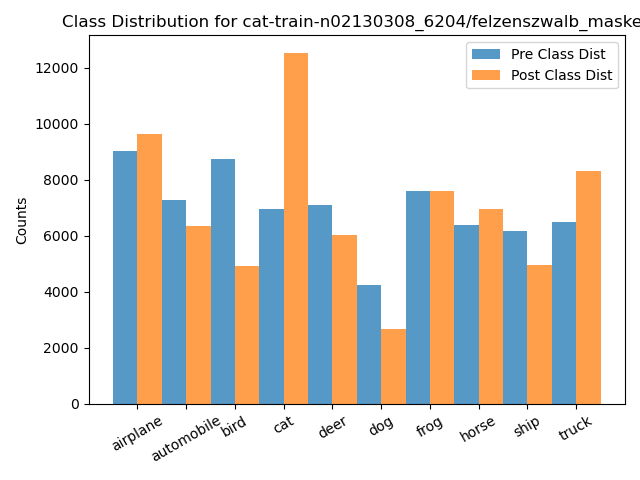 Class Distribution for cat-train-n02130308_6204/felzenszwalb_maske
Pre Class Dist
Post Class Dist
Counts
12000
10000
8000
6000
4000
2000
0
airplane
automobile
bird
cat
deer
dog
frog
horse
ship
truck